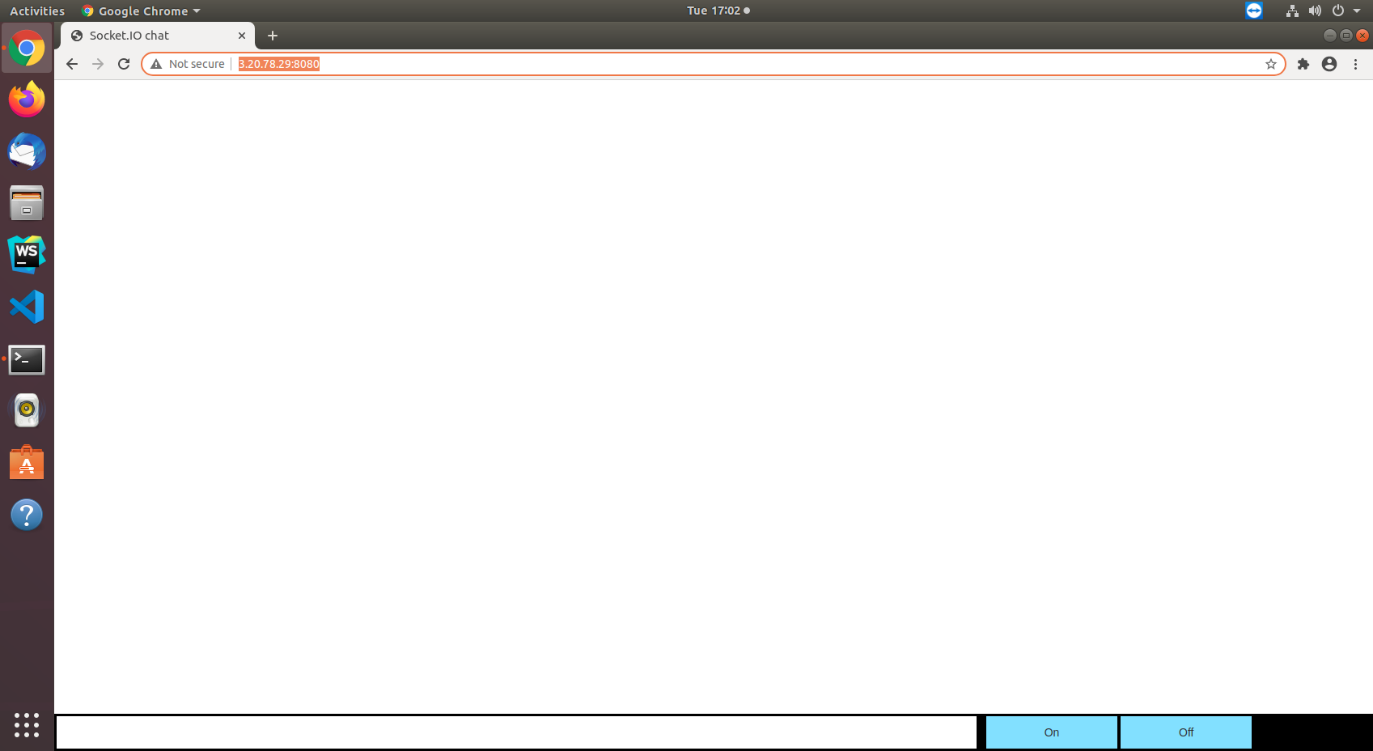 Activities Google Chrome Tue 17:02
Socket.IO chat
Not secure 3.20.78.29:8080
WS
On Off